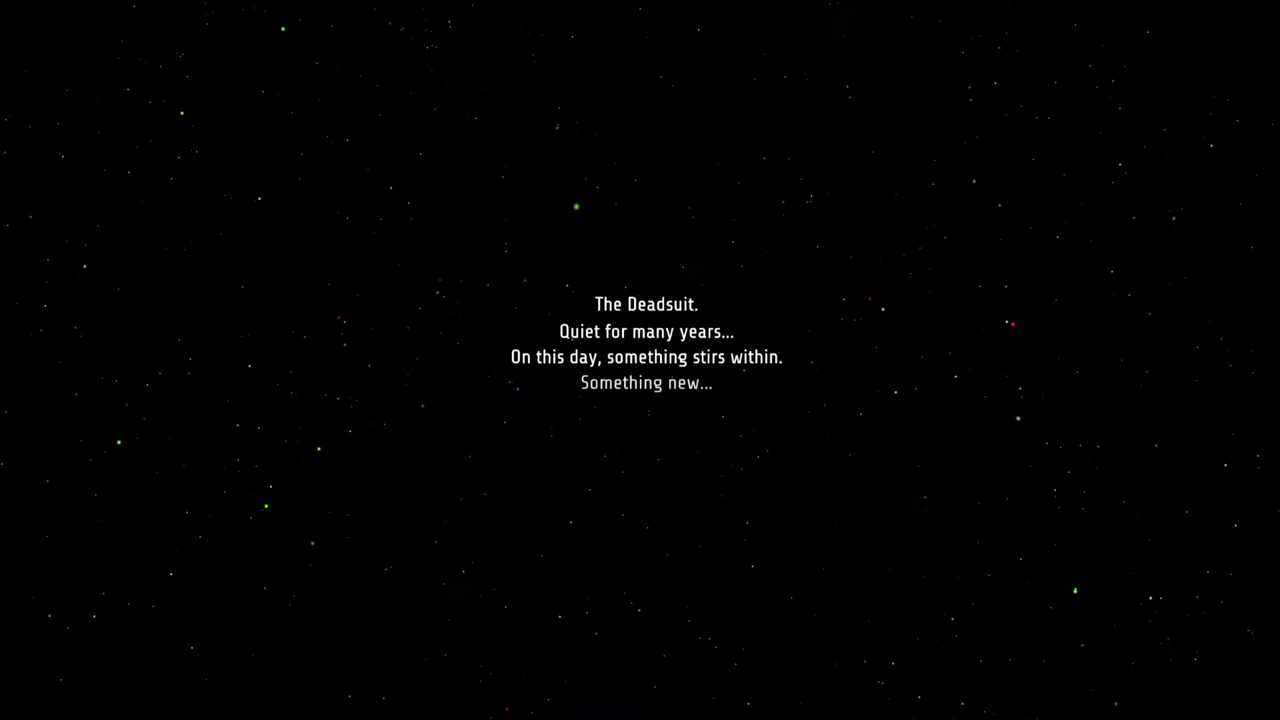 The Deadsuit.
Quiet for many years...
On this day, something stirs within.
Something new...